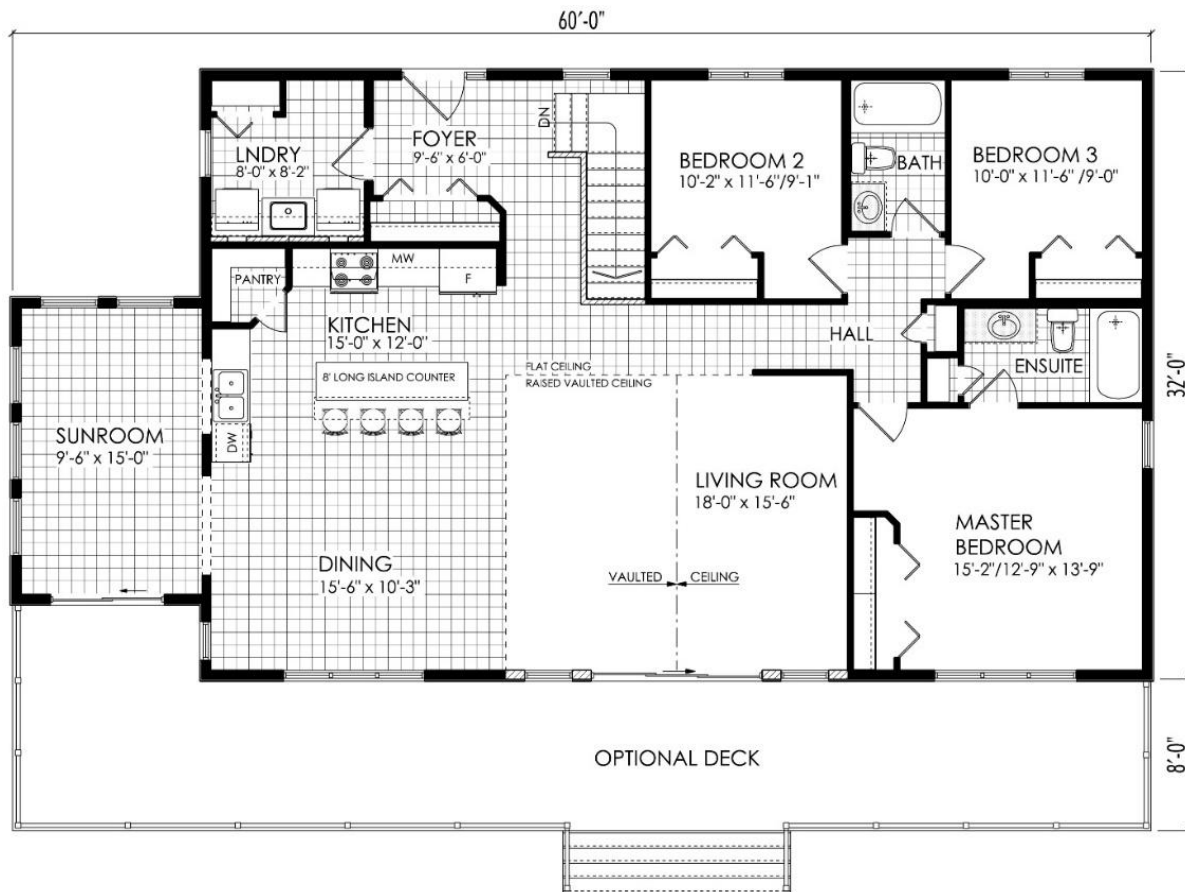 60'-0"
LNDRY
8'-0" x 8'-2"
FOYER
9'-6" x 6'-0"
DN
BEDROOM 2
10'-2" x 11'-6"/9'-1"
BATH
BEDROOM 3
10'-0" x 11'-6" /9'-0"
PANTRY
MW
F
KITCHEN
15'-0" x 12'-0"
8' LONG ISLAND COUNTER
DW
HALL
ENSUITE
32'-0"
FLAT CEILING
RAISED VAULTED CEILING
SUNROOM
9'-6" x 15'-0"
LIVING ROOM
18'-0" x 15'-6"
MASTER
BEDROOM
15'-2"/12'-9" x 13'-9"
DINING
15'-6" x 10'-3"
VAULTED CEILING
OPTIONAL DECK
8'-0"